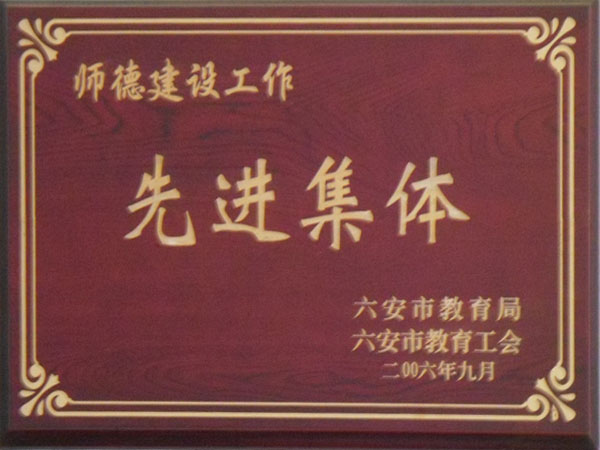 师德建设工作
先进集体
六安市教育局
六安市教育工会
二00六年九月